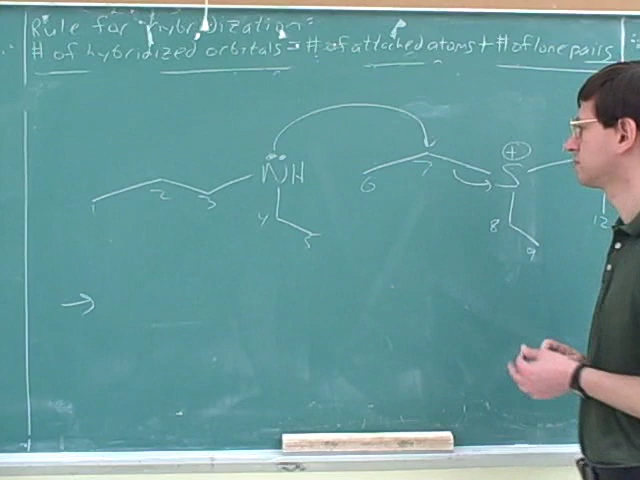 Rule for hybridization:
# of hybridized orbitals = # of attached atoms + # of lone pairs
NH
S
+
1
2
3
4
5
6
7
8
9
12